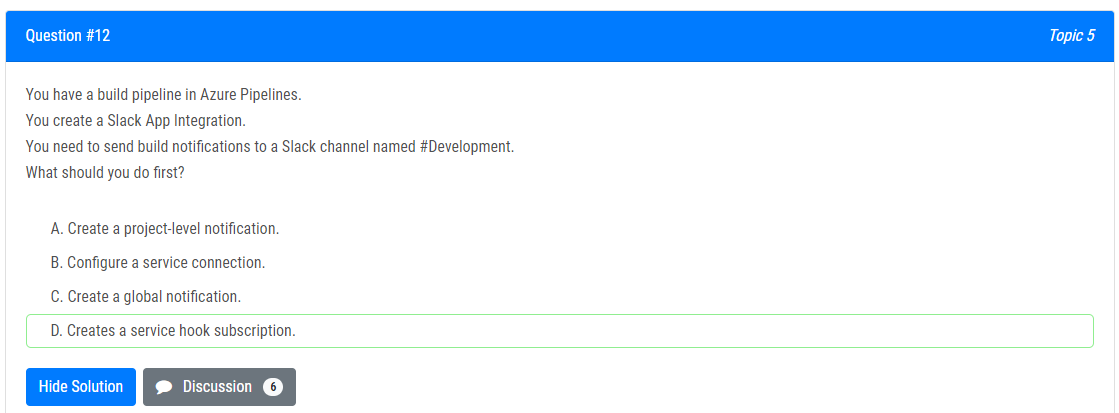 Question #12
Topic 5
You have a build pipeline in Azure Pipelines.
You create a Slack App Integration.
You need to send build notifications to a Slack channel named #Development.
What should you do first?
A. Create a project-level notification.
B. Configure a service connection.
C. Create a global notification.
D. Creates a service hook subscription.
Hide Solution
Discussion 6